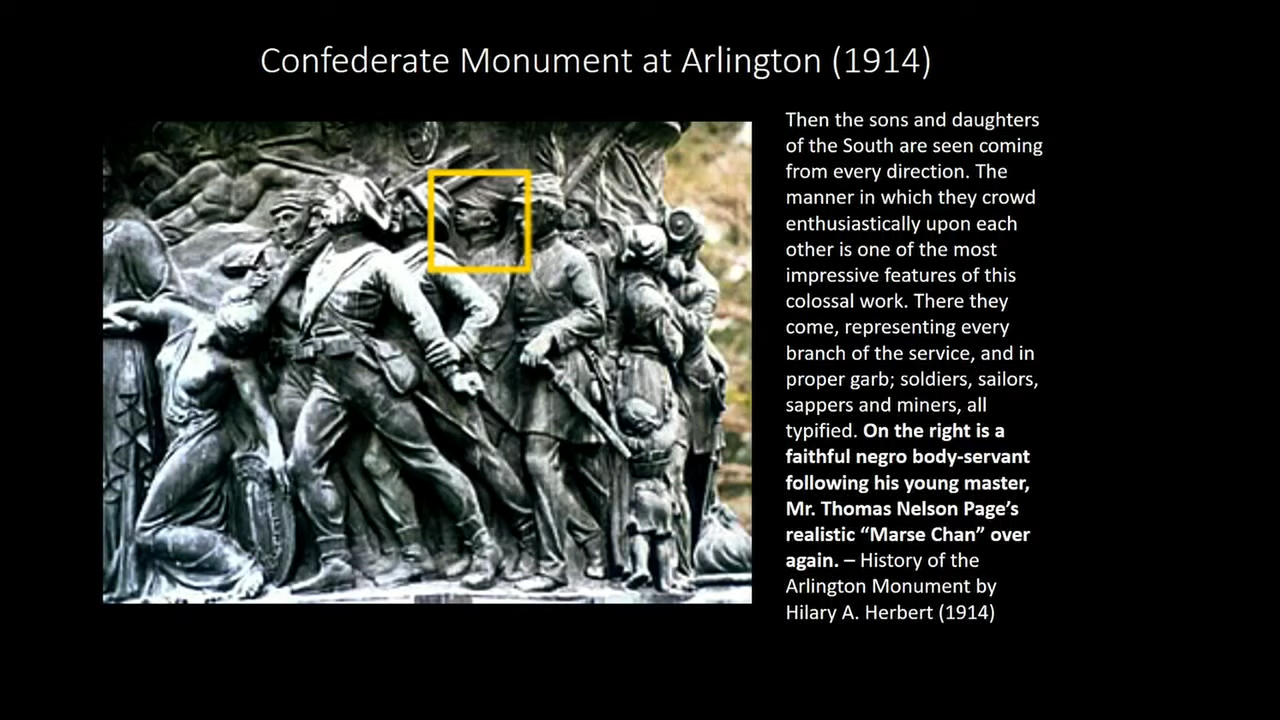 Confederate Monument at Arlington (1914)
Then the sons and daughters
of the South are seen coming
from every direction. The
manner in which they crowd
enthusiastically upon each
other is one of the most
impressive features of this
colossal work. There they
come, representing every
branch of the service, and in
proper garb; soldiers, sailors,
sappers and miners, all
typified. On the right is a
faithful negro body-servant
following his young master,
Mr. Thomas Nelson Page’s
realistic “Marse Chan” over
again. – History of the
Arlington Monument by
Hilary A. Herbert (1914)